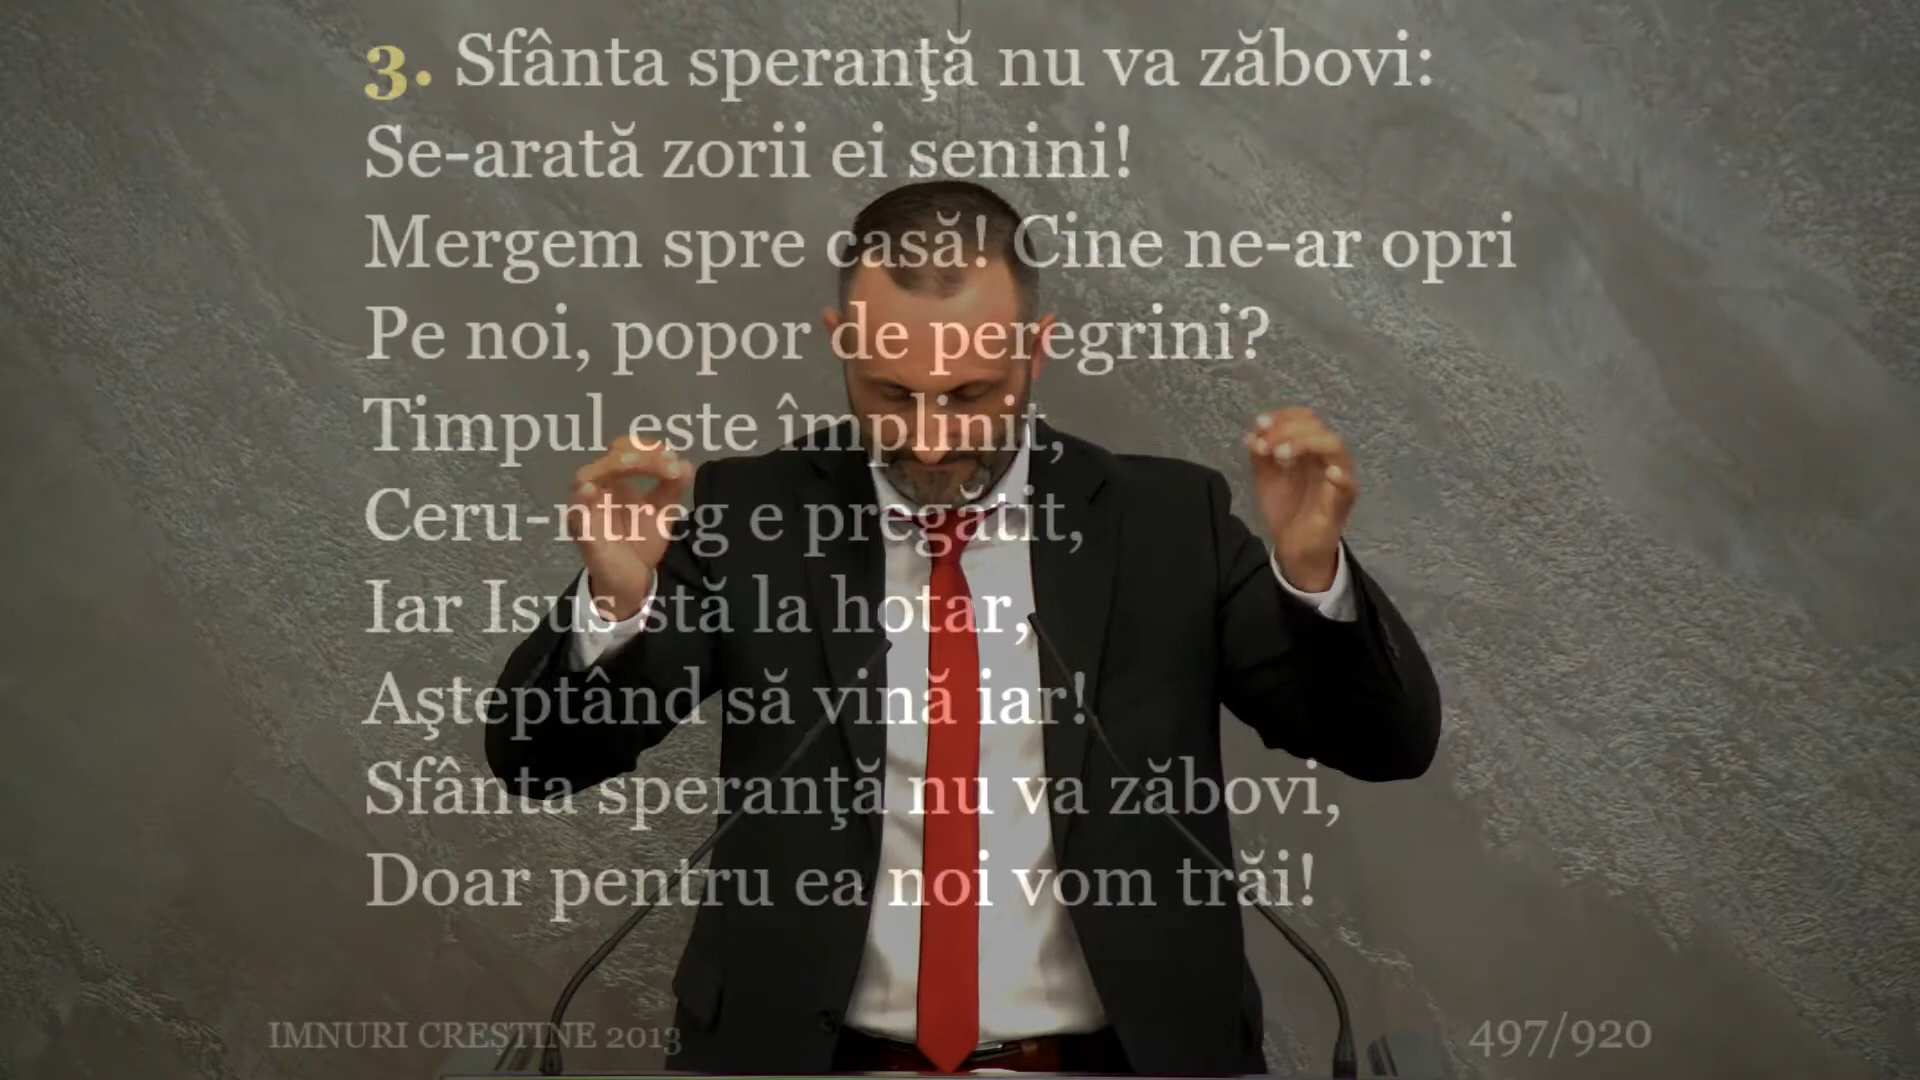 3. Sfânta speranţă nu va zăbovi:
Se-arată zorii ei senini!
Mergem spre casă! Cine ne-ar opri
Pe noi, popor de peregrini?
Timpul este împlinit,
Ceru-ntreg e pregătit,
Iar Isus stă la hotar,
Aşteptând să vină iar!
Sfânta speranţă nu va zăbovi,
Doar pentru ea noi vom trăi!
IMNURI CREŞTINE 2013
497/920